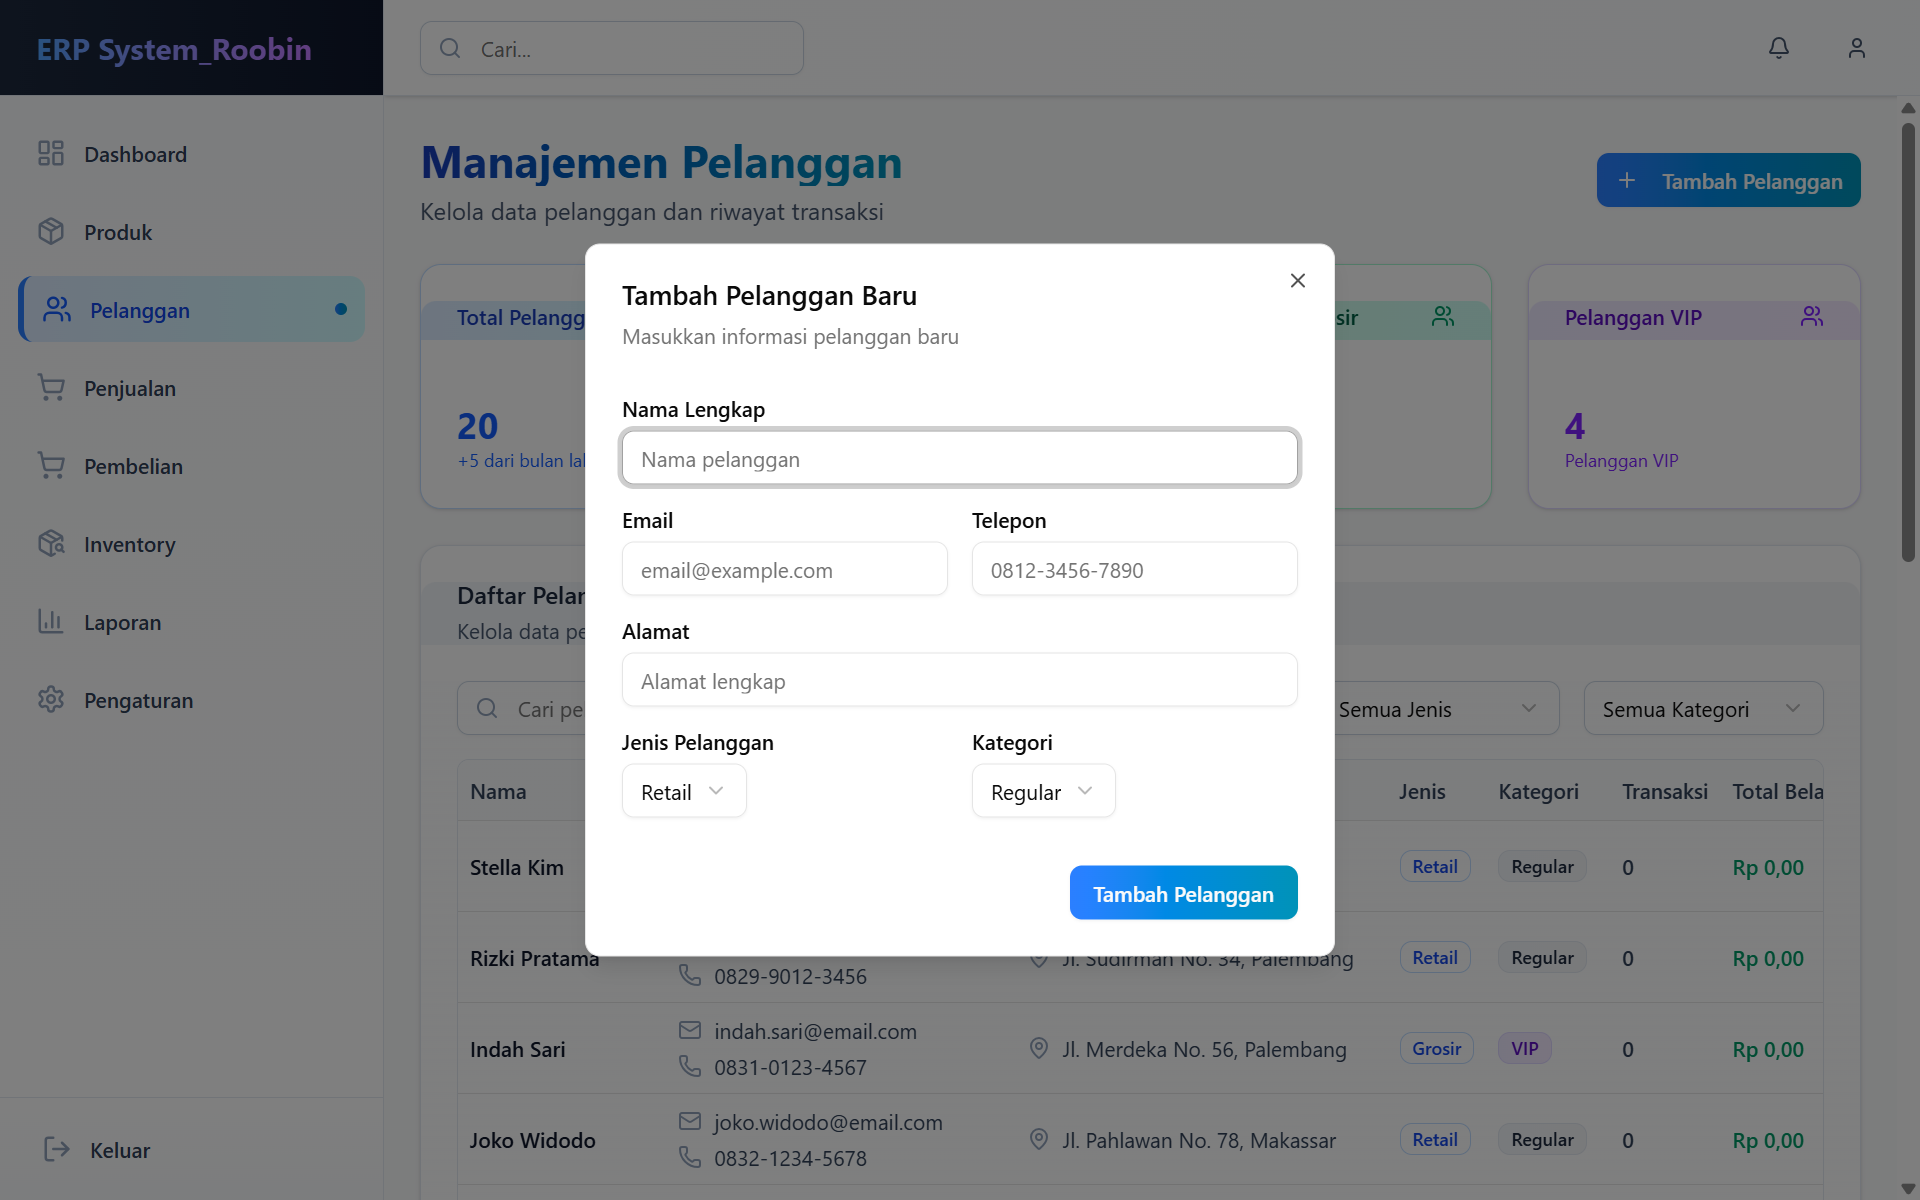 ERP System_Roobin
Cari...
Dashboard
Produk
Pelanggan
Penjualan
Pembelian
Inventory
Laporan
Pengaturan
Keluar
Manajemen Pelanggan
Kelola data pelanggan dan riwayat transaksi
Tambah Pelanggan
Total Pelangg
20
+5 dari bulan
sir
Pelanggan VIP
4
Pelanggan VIP
Tambah Pelanggan Baru
Masukkan informasi pelanggan baru
Nama Lengkap
Nama pelanggan
Email
Telepon
email@example.com
0812-3456-7890
Alamat
Alamat lengkap
Jenis Pelanggan
Kategori
Retail
Regular
Tambah Pelanggan
Daftar Pelan
Kelola data pe
Cari pe
Semua Jenis
Semua Kategori
Nama
Jenis
Kategori
Transaksi
Total Bela
Stella Kim
Retail
Regular
0
Rp 0,00
Rizki Pratama
0829-9012-3456
Jl. Sudirman No. 34, Palembang
Retail
Regular
0
Rp 0,00
Indah Sari
indah.sari@email.com
0831-0123-4567
Jl. Merdeka No. 56, Palembang
Grosir
VIP
0
Rp 0,00
Joko Widodo
joko.widodo@email.com
0832-1234-5678
Jl. Pahlawan No. 78, Makassar
Retail
Regular
0
Rp 0,00